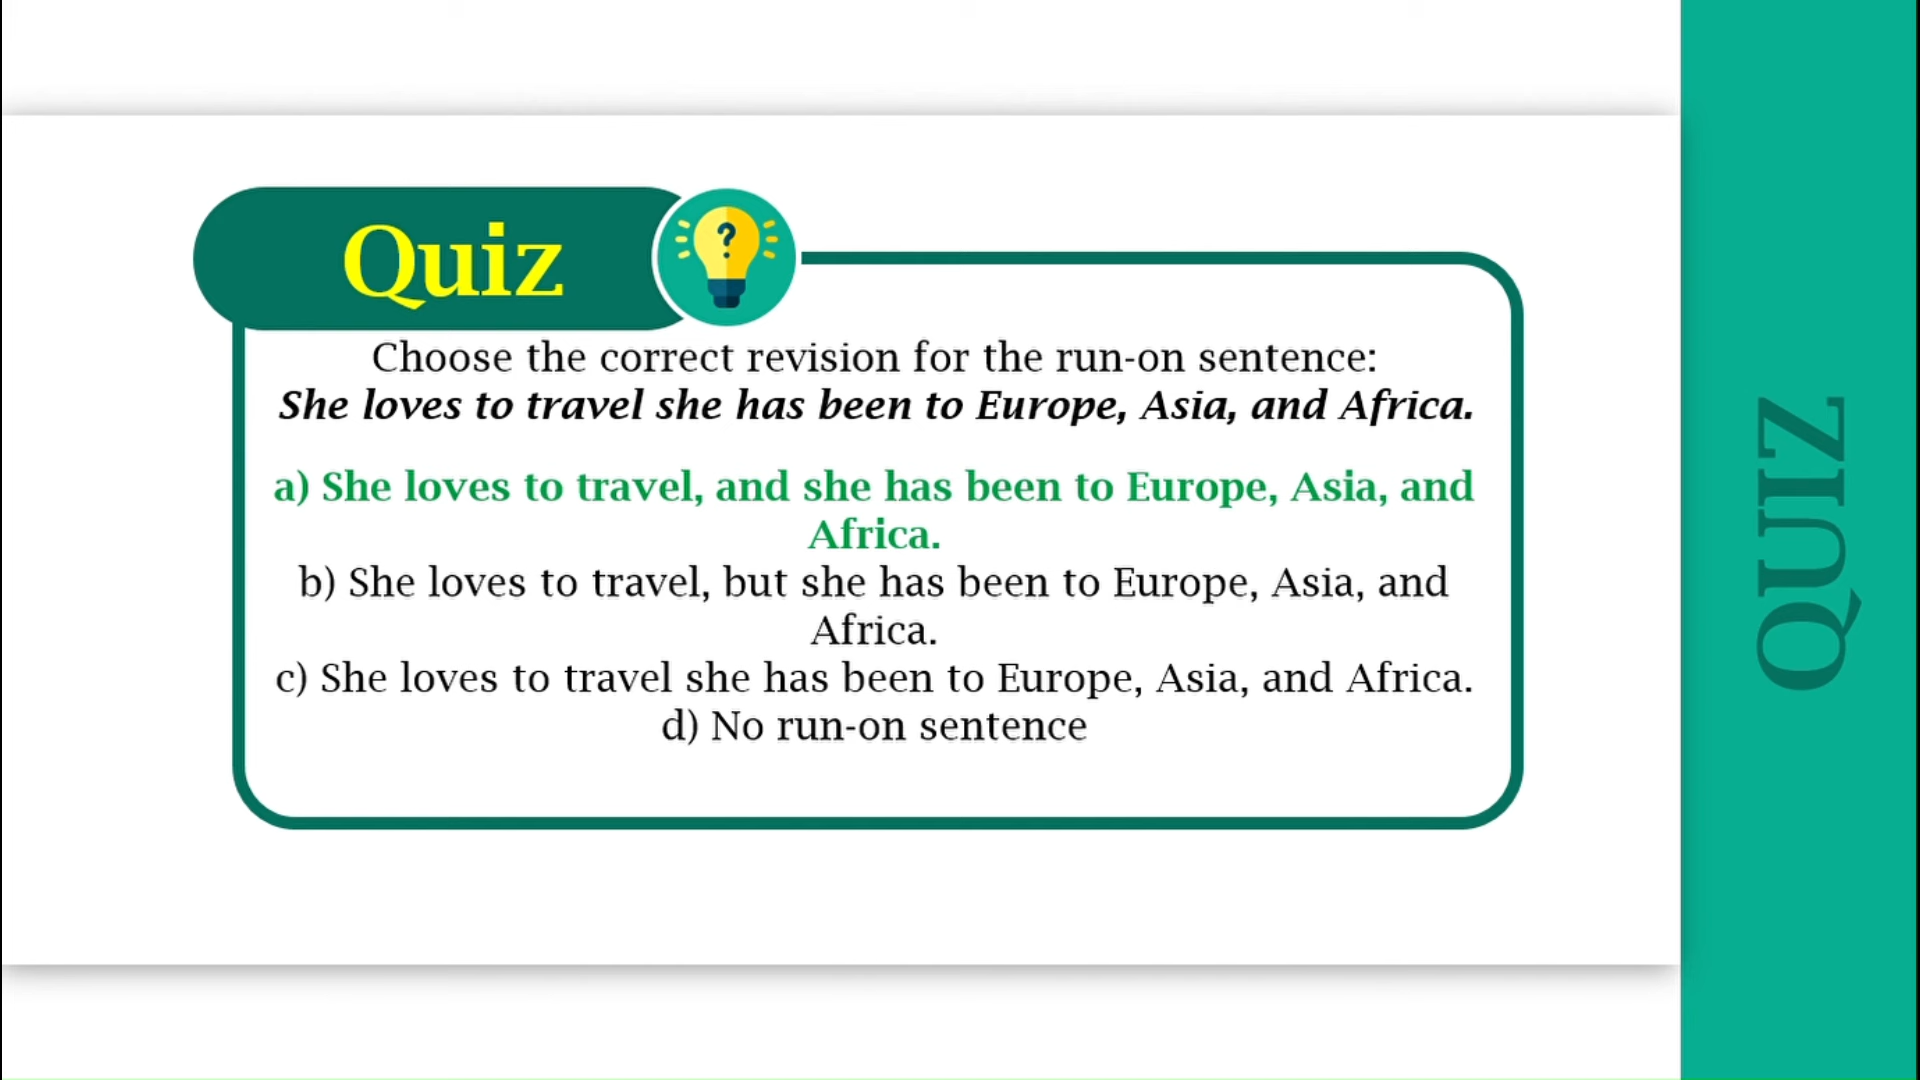 Quiz
?
Choose the correct revision for the run-on sentence:
She loves to travel she has been to Europe, Asia, and Africa.
a) She loves to travel, and she has been to Europe, Asia, and
Africa.
b) She loves to travel, but she has been to Europe, Asia, and
Africa.
c) She loves to travel she has been to Europe, Asia, and Africa.
d) No run-on sentence
QUIZ